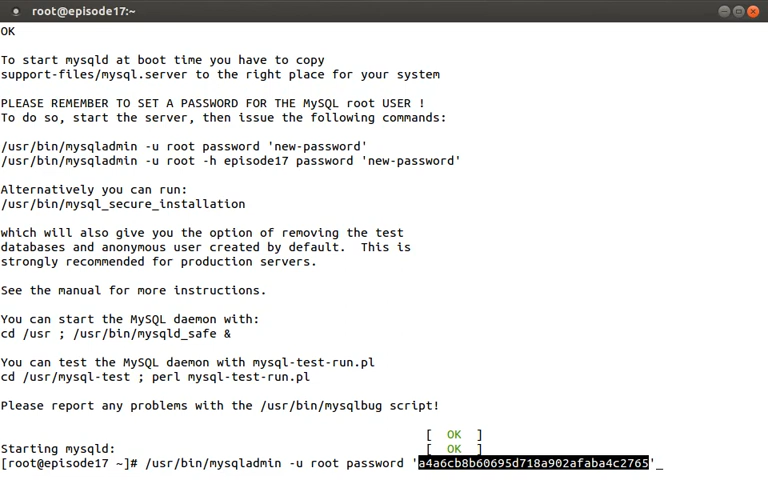 root@episode17:~
OK
To start mysqld at boot time you have to copy
support-files/mysql.server to the right place for your system
PLEASE REMEMBER TO SET A PASSWORD FOR THE MySQL root USER !
To do so, start the server, then issue the following commands:
/usr/bin/mysqladmin -u root password 'new-password'
/usr/bin/mysqladmin -u root -h episode17 password 'new-password'
Alternatively you can run:
/usr/bin/mysql_secure_installation
which will also give you the option of removing the test
databases and anonymous user created by default.  This is
strongly recommended for production servers.
See the manual for more instructions.
You can start the MySQL daemon with:
cd /usr ; /usr/bin/mysqld_safe &
You can test the MySQL daemon with mysql-test-run.pl
cd /usr/mysql-test ; perl mysql-test-run.pl
Please report any problems with the /usr/bin/mysqlbug script!
[  OK  ]
Starting mysqld: [  OK  ]
[root@episode17 ~]# /usr/bin/mysqladmin -u root password 'a4a6cb8b60695d718a902afaba4c2765'_